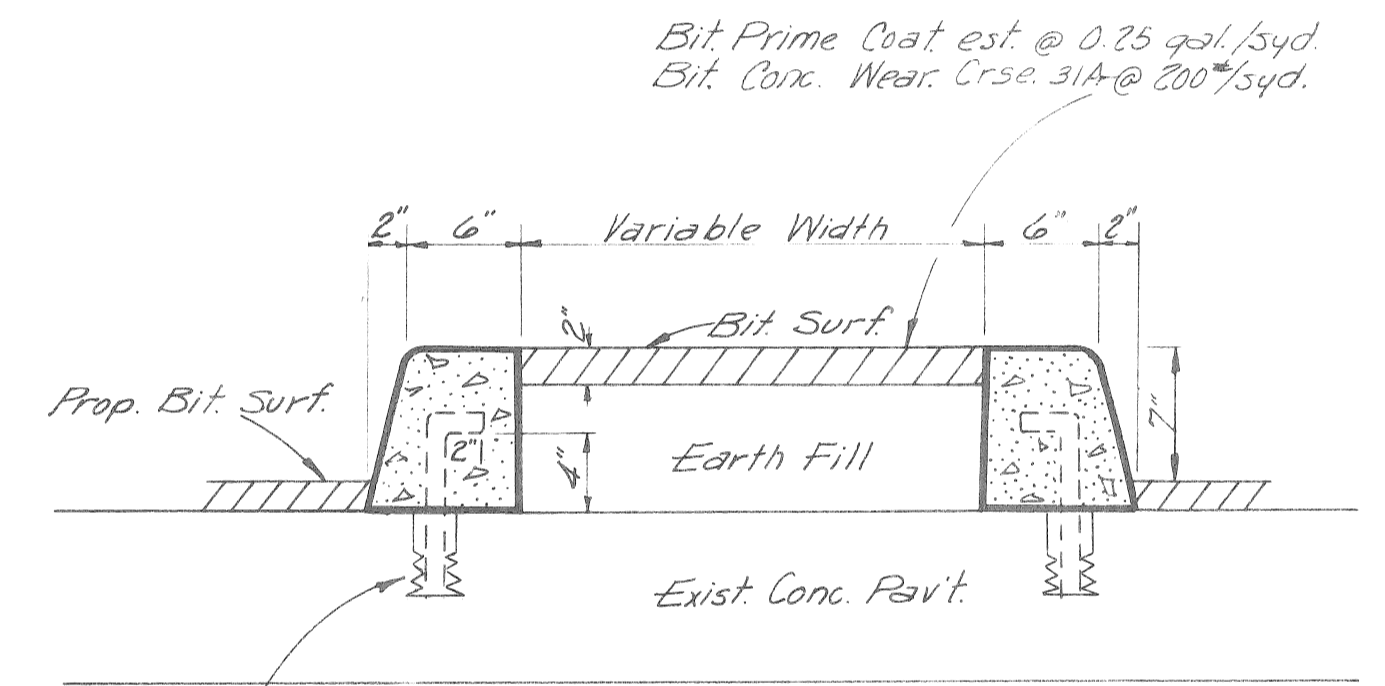 Bit. Prime Coat est. @ 0.25 gal./syd.
Bit. Conc. Wear. Crse. 31A @ 200#/syd.
2" 6" Variable Width 6" 2"
2" Bit. Surf.
Prop. Bit. Surf.
7"
2" 4" Earth Fill
Exist. Conc. Pav't.